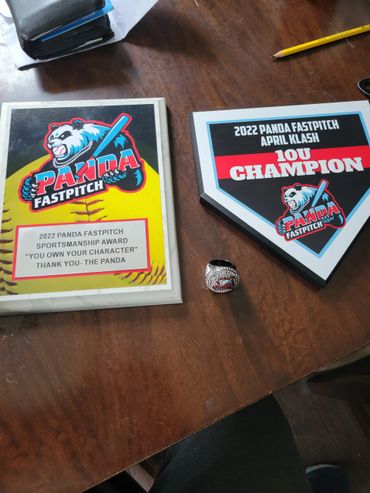 PANDA
FASTPITCH
2022 PANDA FASTPITCH
SPORTSMANSHIP AWARD
"YOU OWN YOUR CHARACTER"
THANK YOU- THE PANDA
2022 PANDA FASTPITCH
APRIL KLASH
10U
CHAMPION
PANDA
FASTPITCH